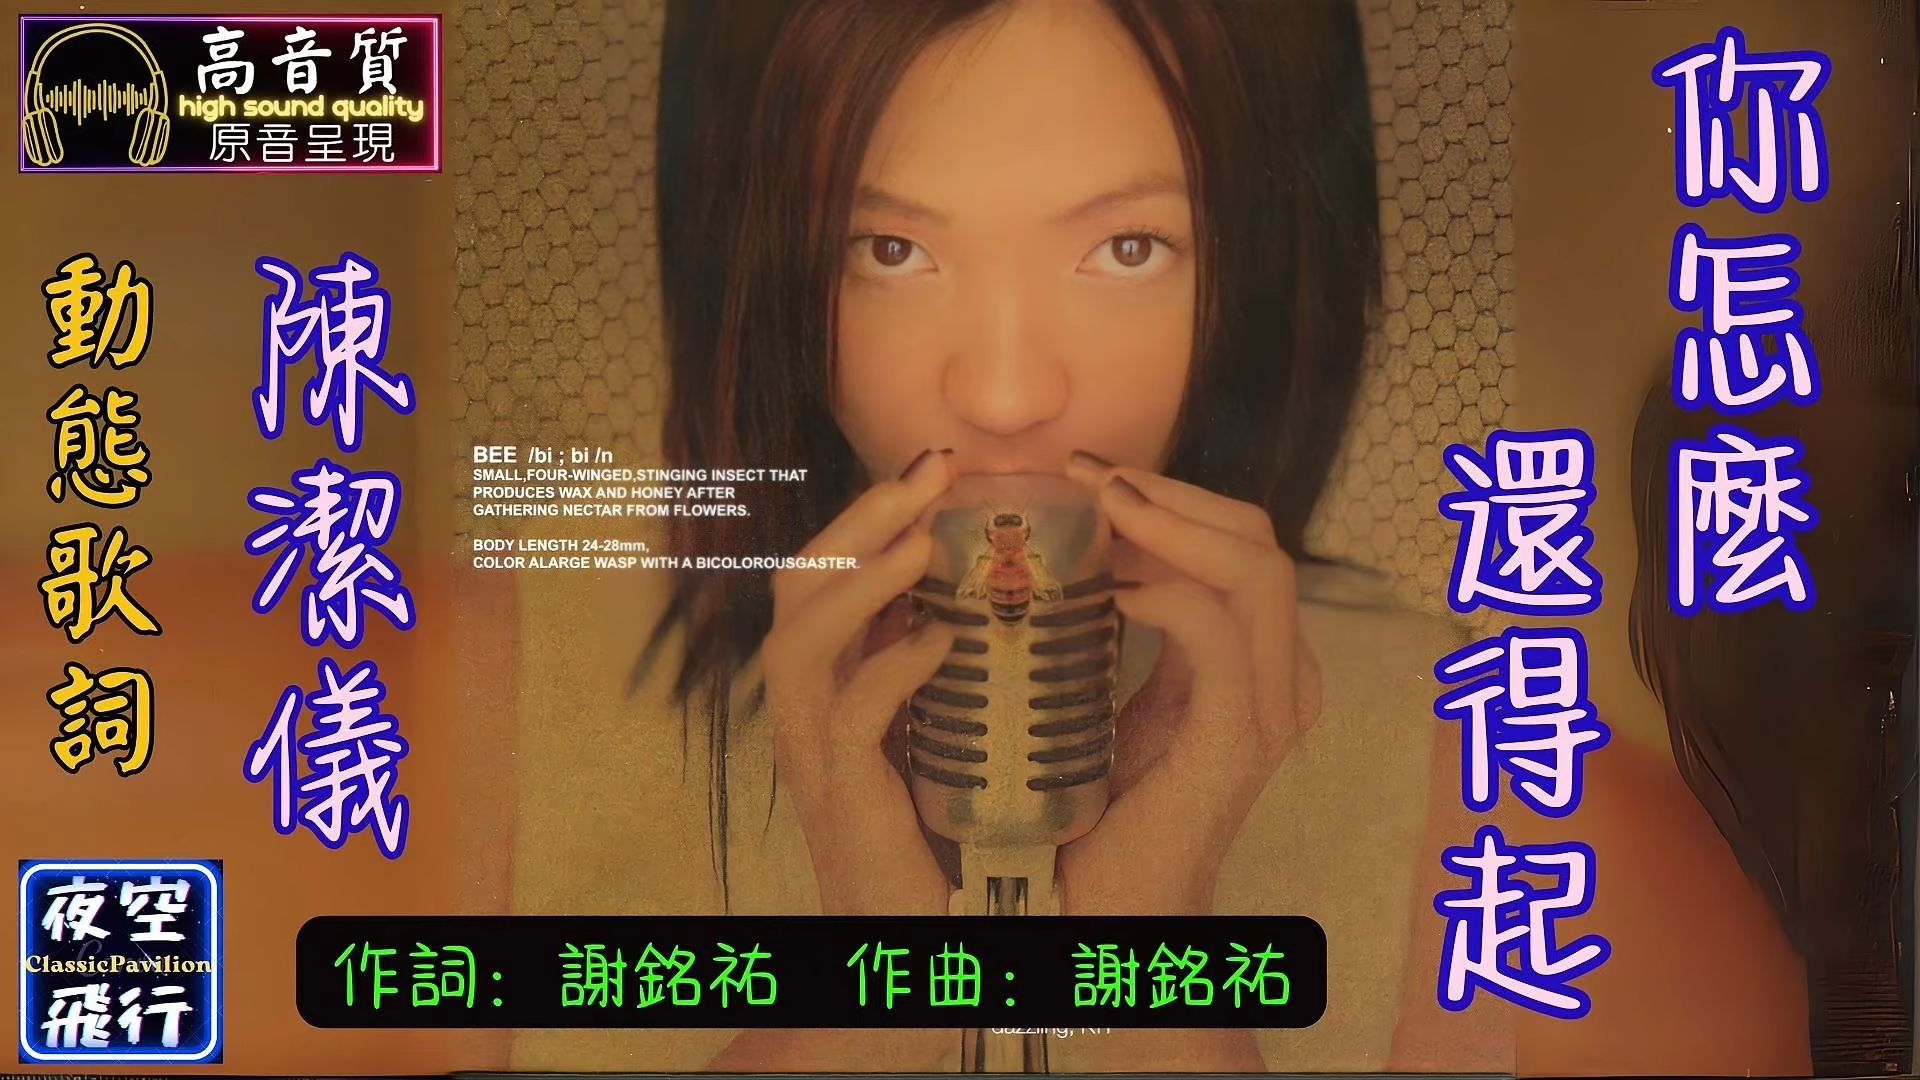 高音質
high sound quality
原音呈現
你怎麼
還得起
陳潔儀
動態歌詞
BEE /bi ; bi /n
SMALL,FOUR-WINGED,STINGING INSECT THAT
PRODUCES WAX AND HONEY AFTER
GATHERING NECTAR FROM FLOWERS.
BODY LENGTH 24-28mm,
COLOR ALARGE WASP WITH A BICOLOROUSGASTER.
夜空
ClassicPavilion
飛行
作詞: 謝銘祐 作曲: 謝銘祐